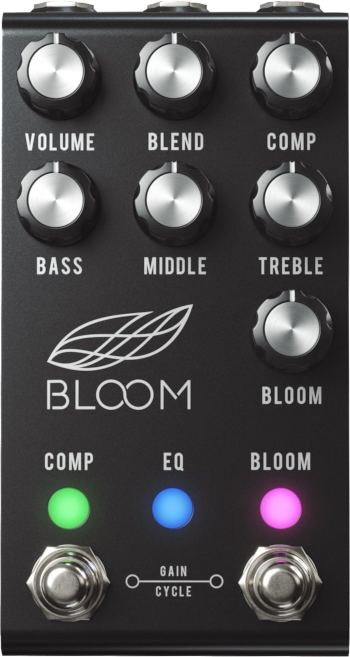 VOLUME BLEND COMP
BASS MIDDLE TREBLE
BLOOM
BLOOM
COMP EQ BLOOM
GAIN
CYCLE